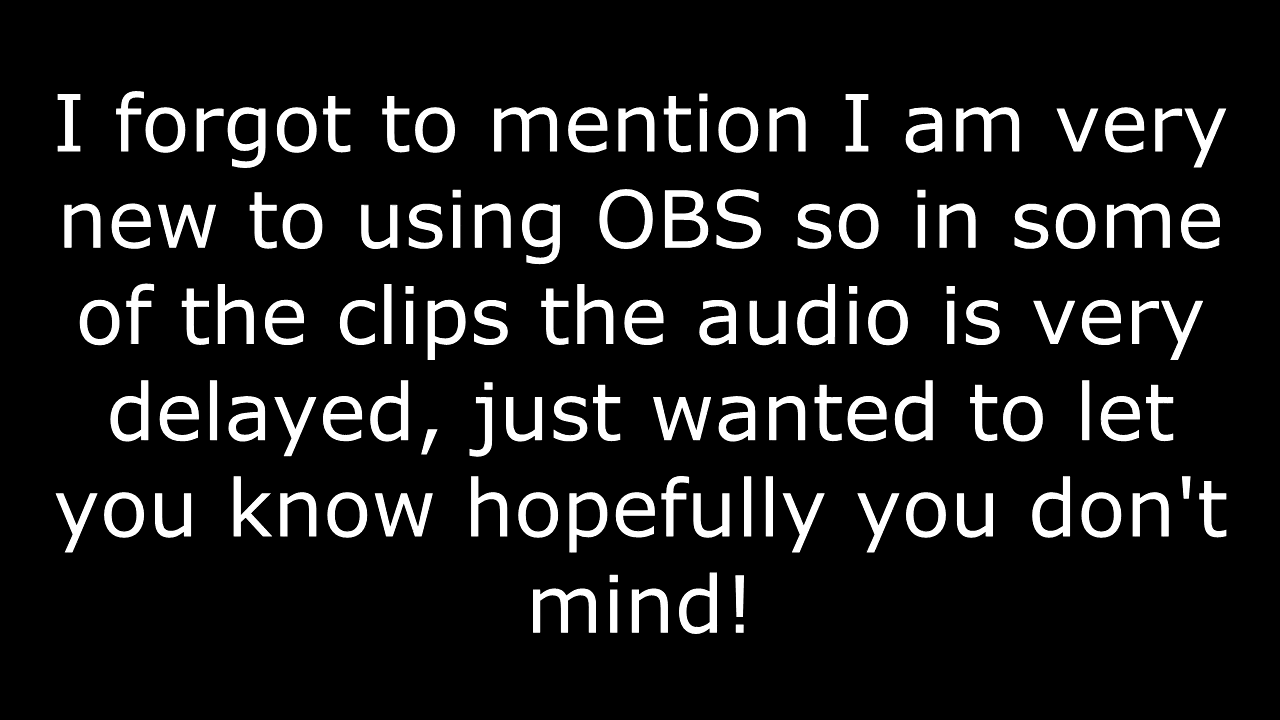 I forgot to mention I am very
new to using OBS so in some
of the clips the audio is very
delayed, just wanted to let
you know hopefully you don't
mind!